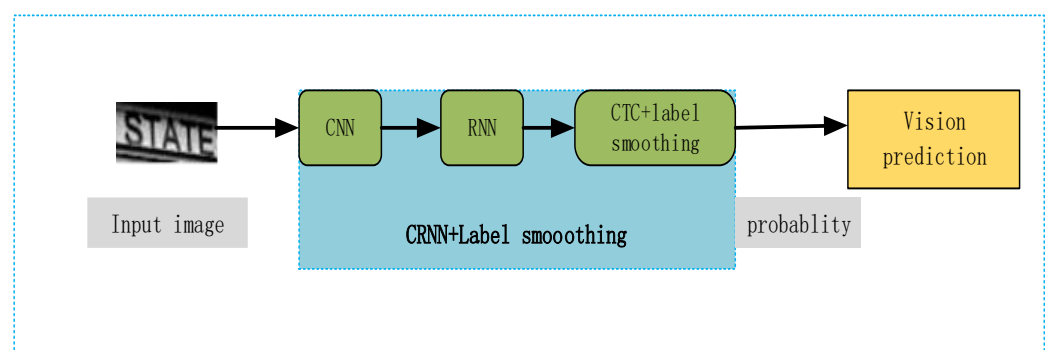 STATE
CNN
RNN
CTC+label
smoothing
Vision
prediction
Input image
CRNN+Label smooothing
probablity